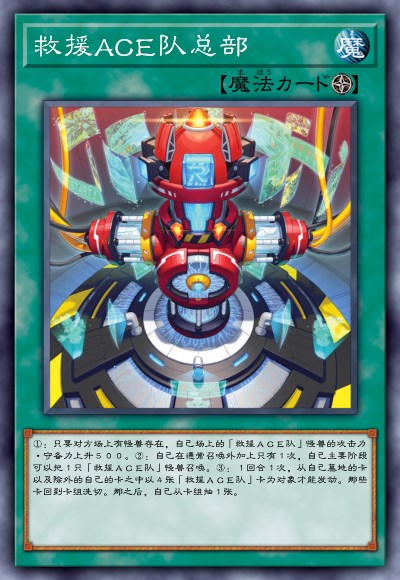 救援ACE队总部
魔
【魔法カード】
①：只要对方场上有怪兽存在，自己场上的「救援ACE队」怪兽的攻击力
・守备力上升５００。②：自己在通常召唤外加上只有１次，自己主要阶段
可以把１只「救援ACE队」怪兽召唤。③：１回合１次，从自己墓地的卡
以及除外的自己的卡之中以４张「救援ACE队」卡为对象才能发动。那些
卡回到卡组洗切。那之后，自己从卡组抽１张。